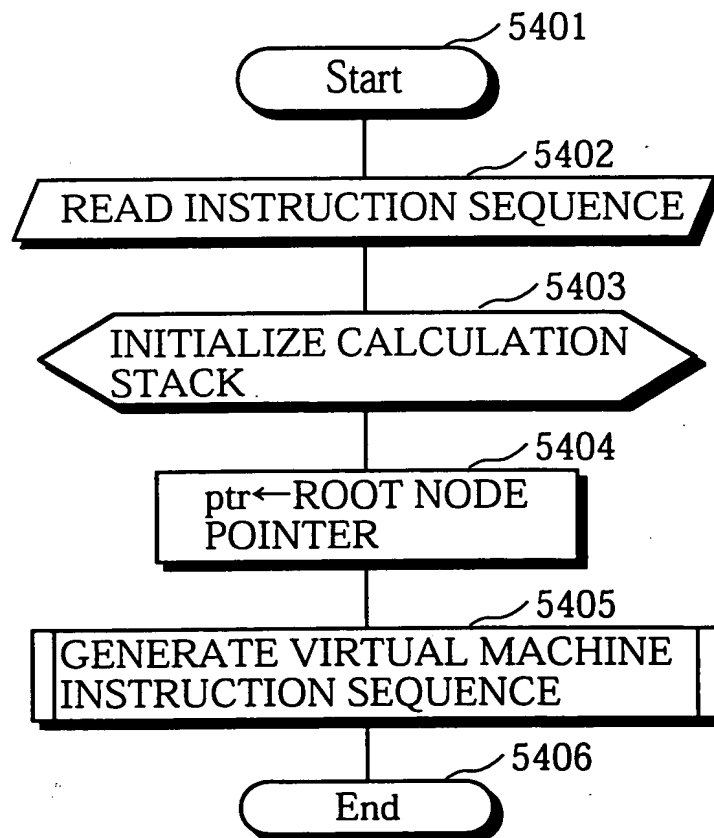 5401
Start
5402
READ INSTRUCTION SEQUENCE
5403
INITIALIZE CALCULATION
STACK
5404
ptr←ROOT NODE
POINTER
5405
GENERATE VIRTUAL MACHINE
INSTRUCTION SEQUENCE
5406
End